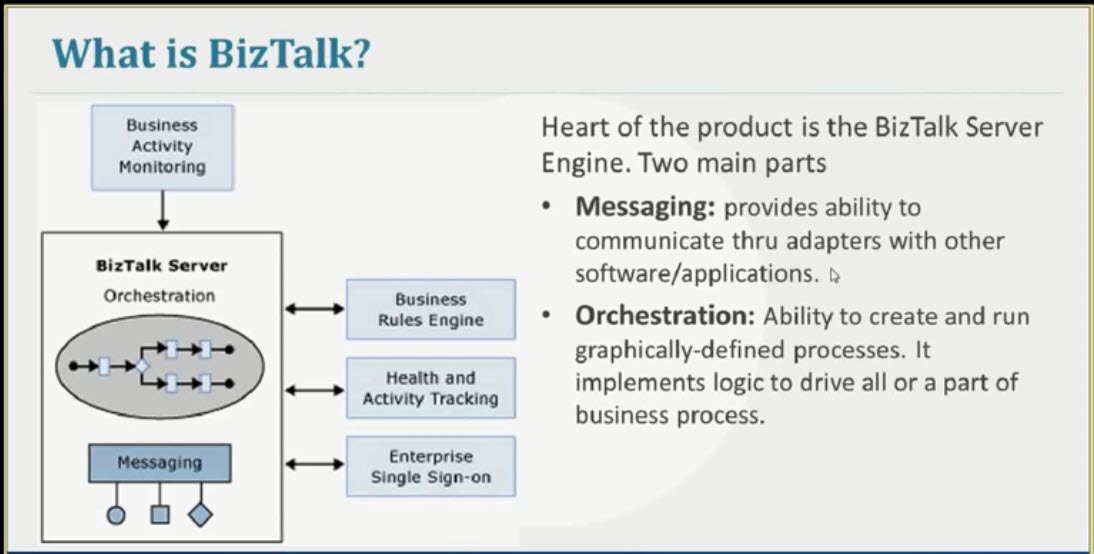 What is BizTalk?
Business
Activity
Monitoring
BizTalk Server
Orchestration
Messaging
Business
Rules Engine
Health and
Activity Tracking
Enterprise
Single Sign-on
Heart of the product is the BizTalk Server
Engine. Two main parts
• Messaging: provides ability to
communicate thru adapters with other
software/applications.
• Orchestration: Ability to create and run
graphically-defined processes. It
implements logic to drive all or a part of
business process.